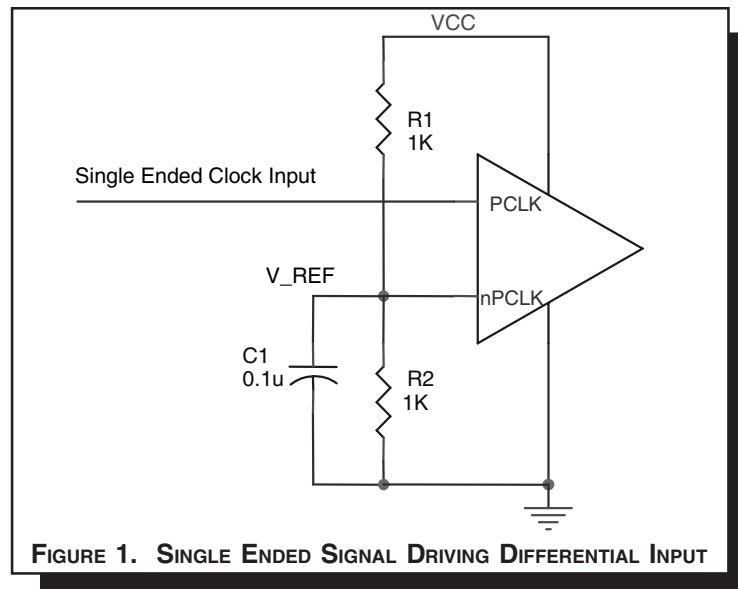 VCC
R1
1K
Single Ended Clock Input
PCLK
V_REF
nPCLK
C1
0.1u
R2
1K
FIGURE 1. SINGLE ENDED SIGNAL DRIVING DIFFERENTIAL INPUT